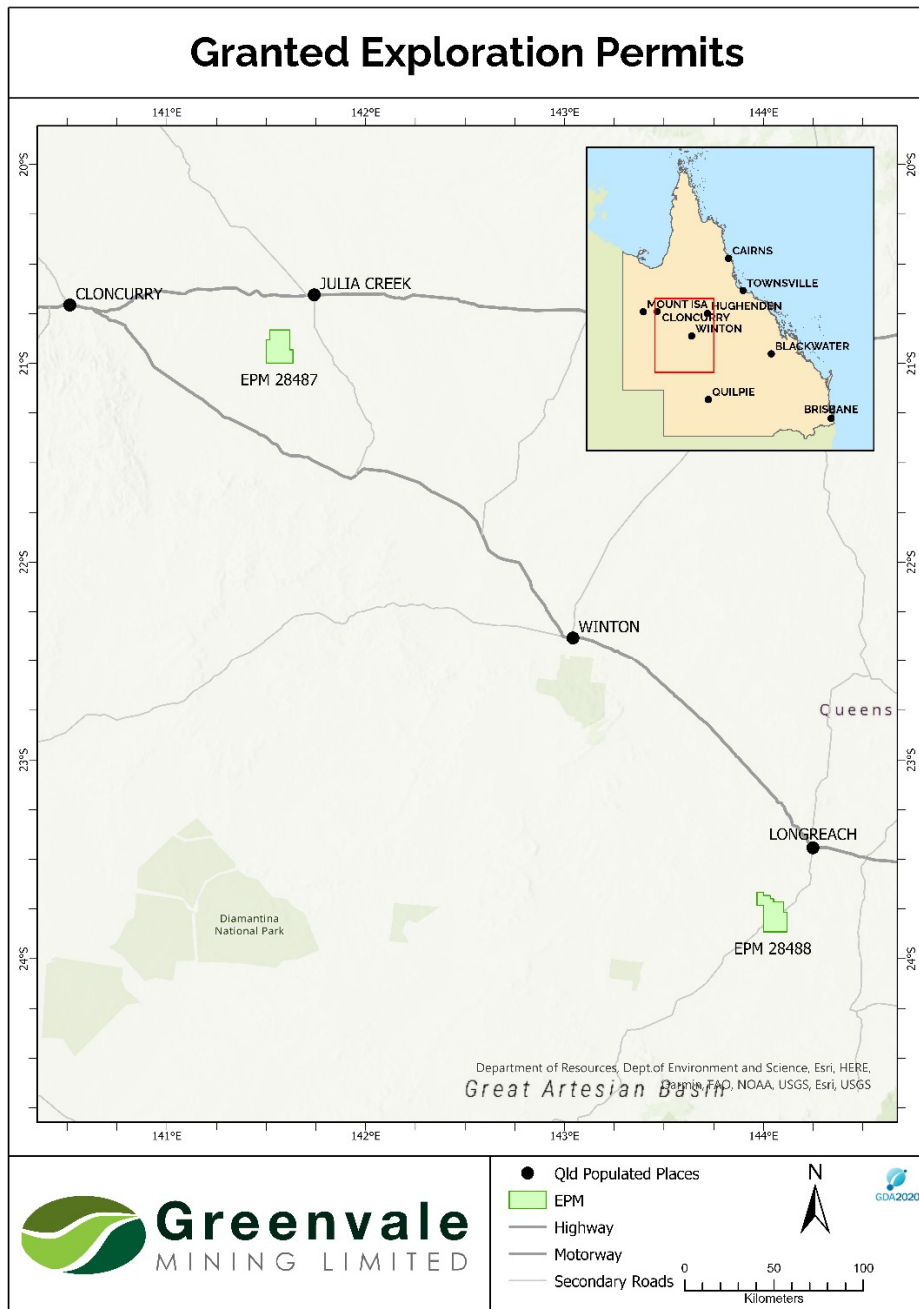 Granted Exploration Permits
141°E
142°E
143°E
144°E
20°S
20°S
CAIRNS
TOWNSVILLE
MOUNT ISA
HUGHENDEN
CLONCURRY
WINTON
BLACKWATER
QUILPIE
BRISBANE
CLONCURRY
JULIA CREEK
21°S
21°S
EPM 28487
22°S
22°S
WINTON
Queens
23°S
23°S
LONGREACH
Diamantina
National Park
24°S
24°S
EPM 28488
Department of Resources, Dept.of Environment and Science, Esri, HERE,
Garmin, FAO, NOAA, USGS, Esri, USGS
Great Artesian Basin
141°E
142°E
143°E
144°E
Greenvale
MINING LIMITED
Qld Populated Places
EPM
Highway
Motorway
Secondary Roads
N
GDA2020
0
50
100
Kilometers